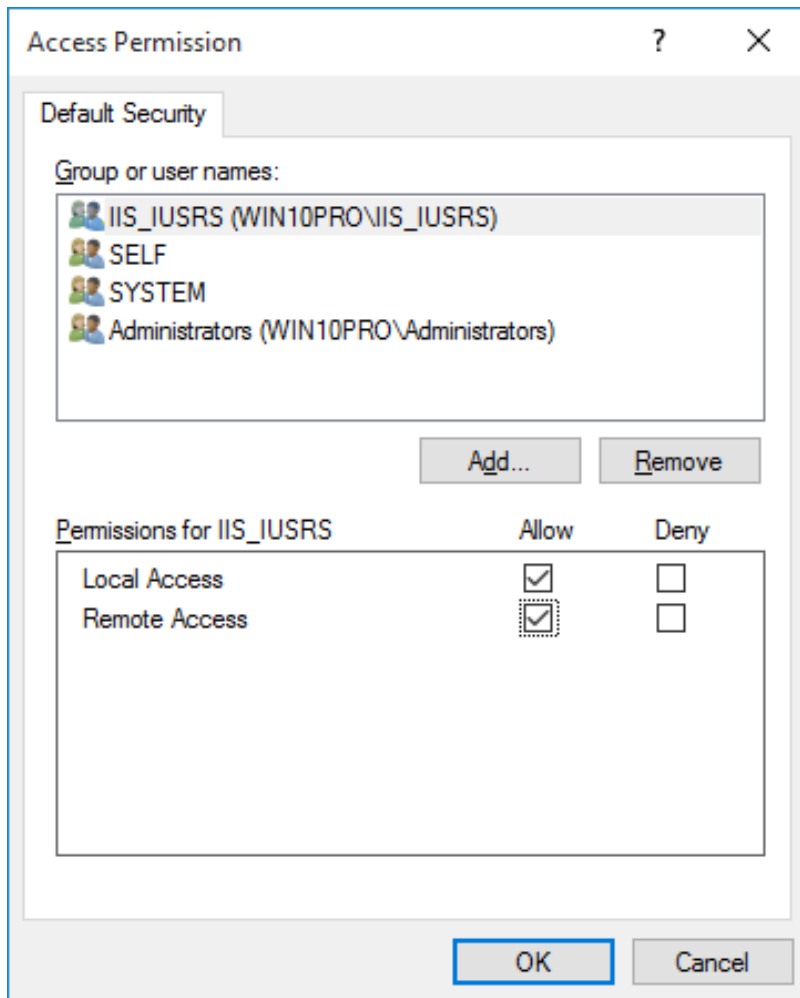 Access Permission
Default Security
Group or user names:
IIS_IUSRS (WIN10PRO\IIS_IUSRS)
SELF
SYSTEM
Administrators (WIN10PRO\Administrators)
Add... Remove
Permissions for IIS_IUSRS Allow Deny
Local Access
Remote Access
OK Cancel